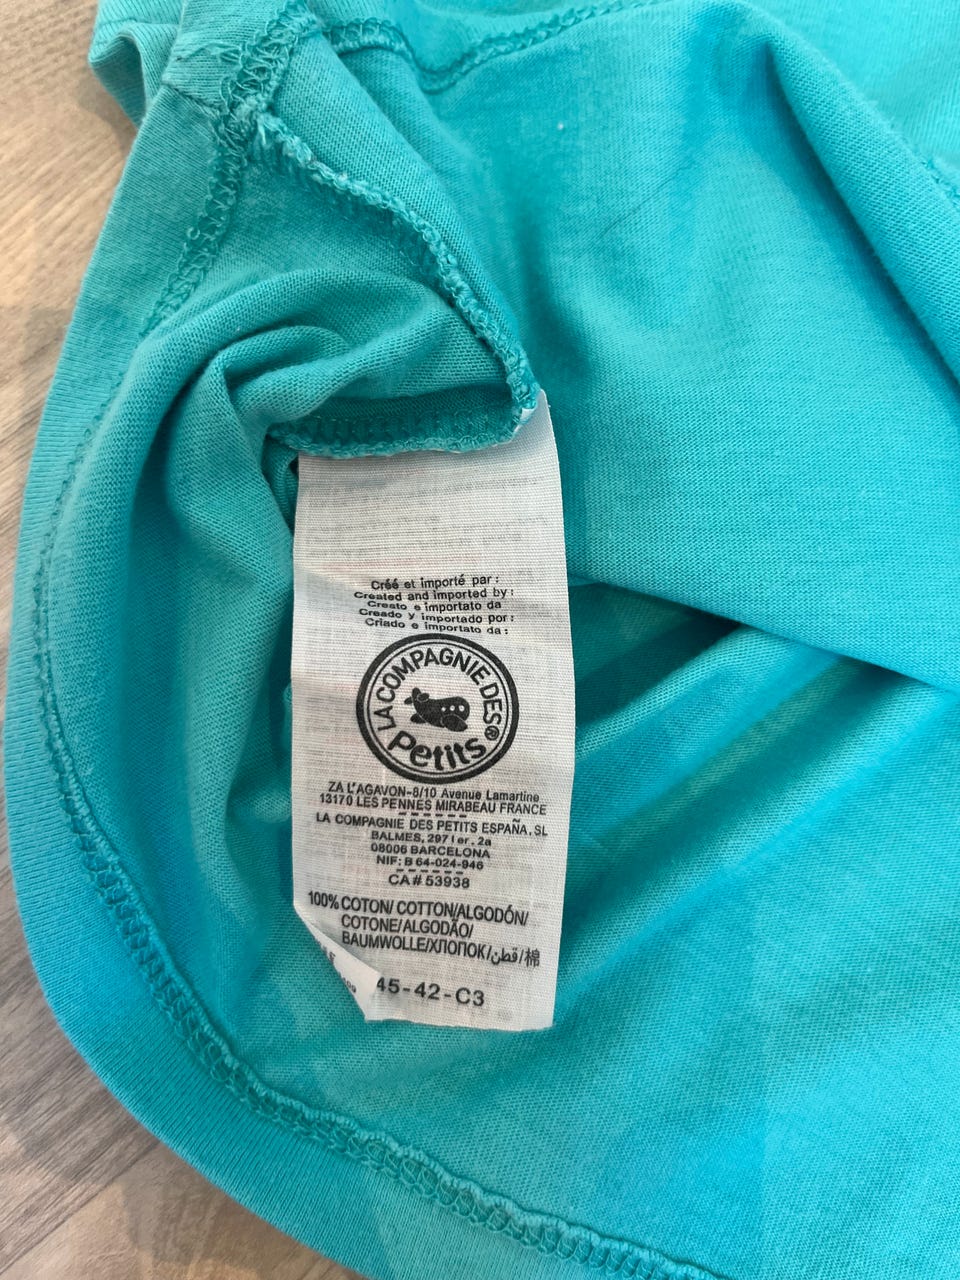 Créé et importé par :
Created and imported by :
Creato e importato da
Creado y importado por :
Criado e importato da :
LA COMPAGNIE DES®
Petits
ZA L'AGAVON-8/10 Avenue Lamartine
13170 LES PENNES MIRABEAU FRANCE
LA COMPAGNIE DES PETITS ESPAÑA, SL
BALMES, 297 1 er. 2a
08006 BARCELONA
NIF: B 64-024-946
CA # 53938
100% COTON/ COTTON/ALGODÓN/
COTONE/ALGODÃO/
BAUMWOLLE/ХЛОПОК/قطن/棉
45-42-C3